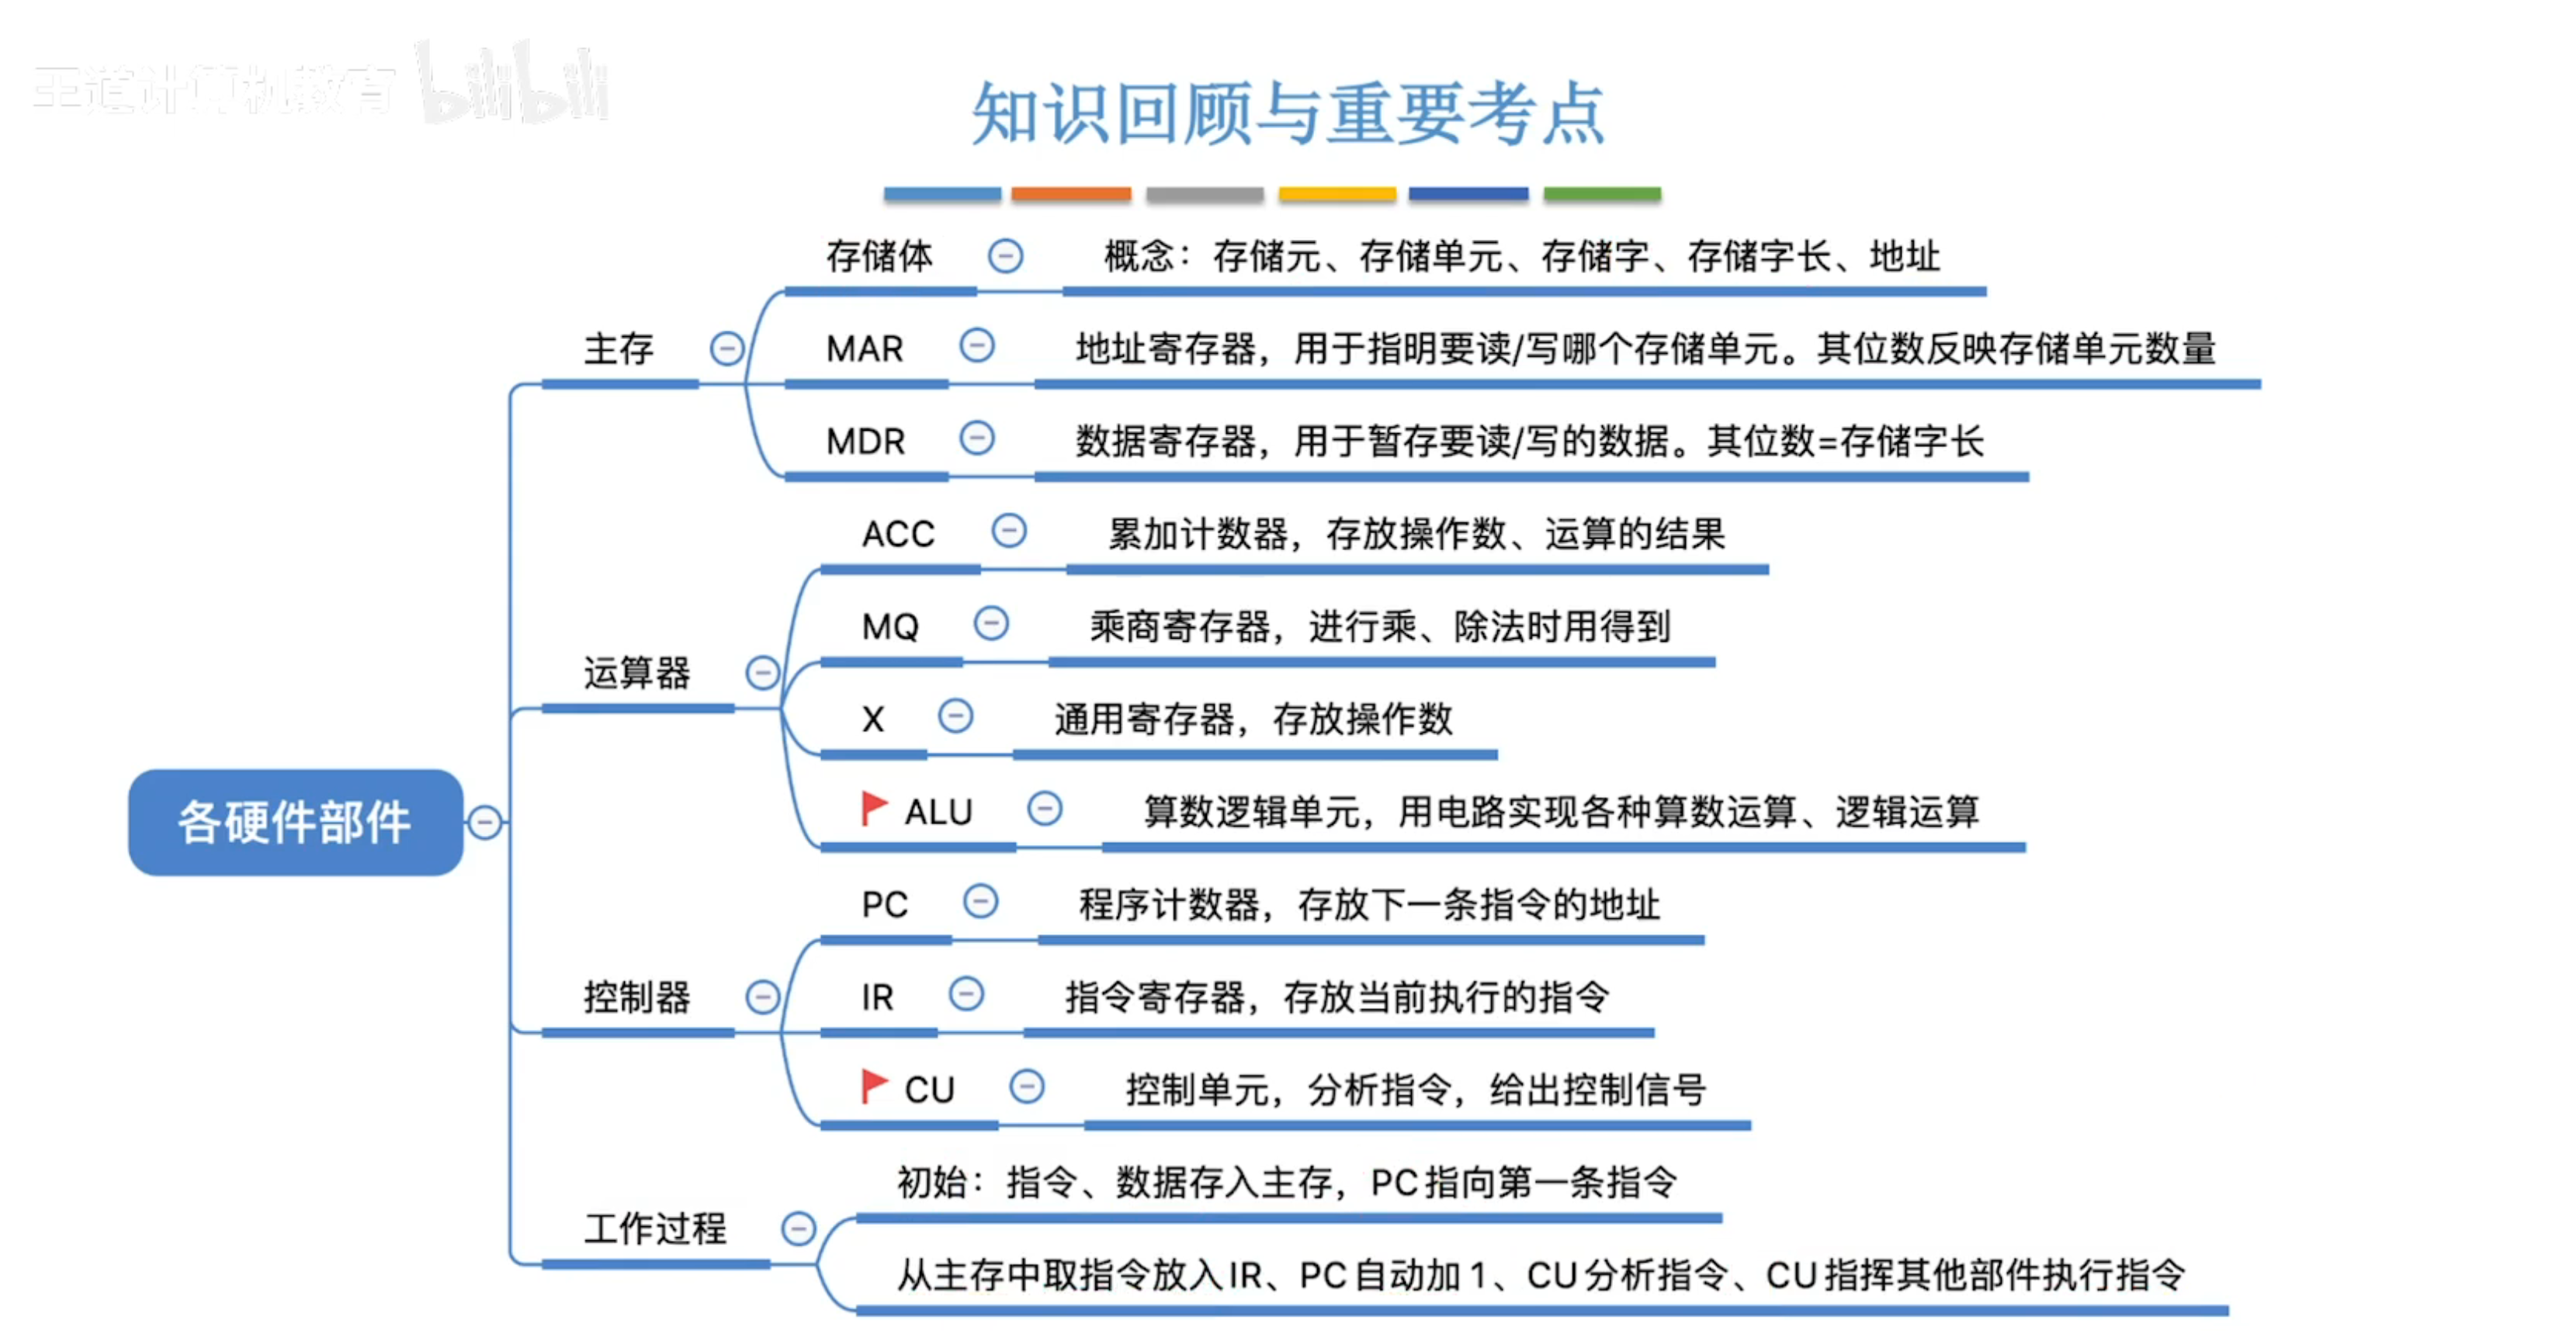 王道计算机教育 bilibili
知识回顾与重要考点
各硬件部件
主存
存储体
概念：存储元、存储单元、存储字、存储字长、地址
MAR
地址寄存器，用于指明要读/写哪个存储单元。其位数反映存储单元数量
MDR
数据寄存器，用于暂存要读/写的数据。其位数=存储字长
运算器
ACC
累加计数器，存放操作数、运算的结果
MQ
乘商寄存器，进行乘、除法时用得到
X
通用寄存器，存放操作数
ALU
算数逻辑单元，用电路实现各种算数运算、逻辑运算
控制器
PC
程序计数器，存放下一条指令的地址
IR
指令寄存器，存放当前执行的指令
CU
控制单元，分析指令，给出控制信号
工作过程
初始：指令、数据存入主存，PC指向第一条指令
从主存中取指令放入IR、PC自动加1、CU分析指令、CU指挥其他部件执行指令